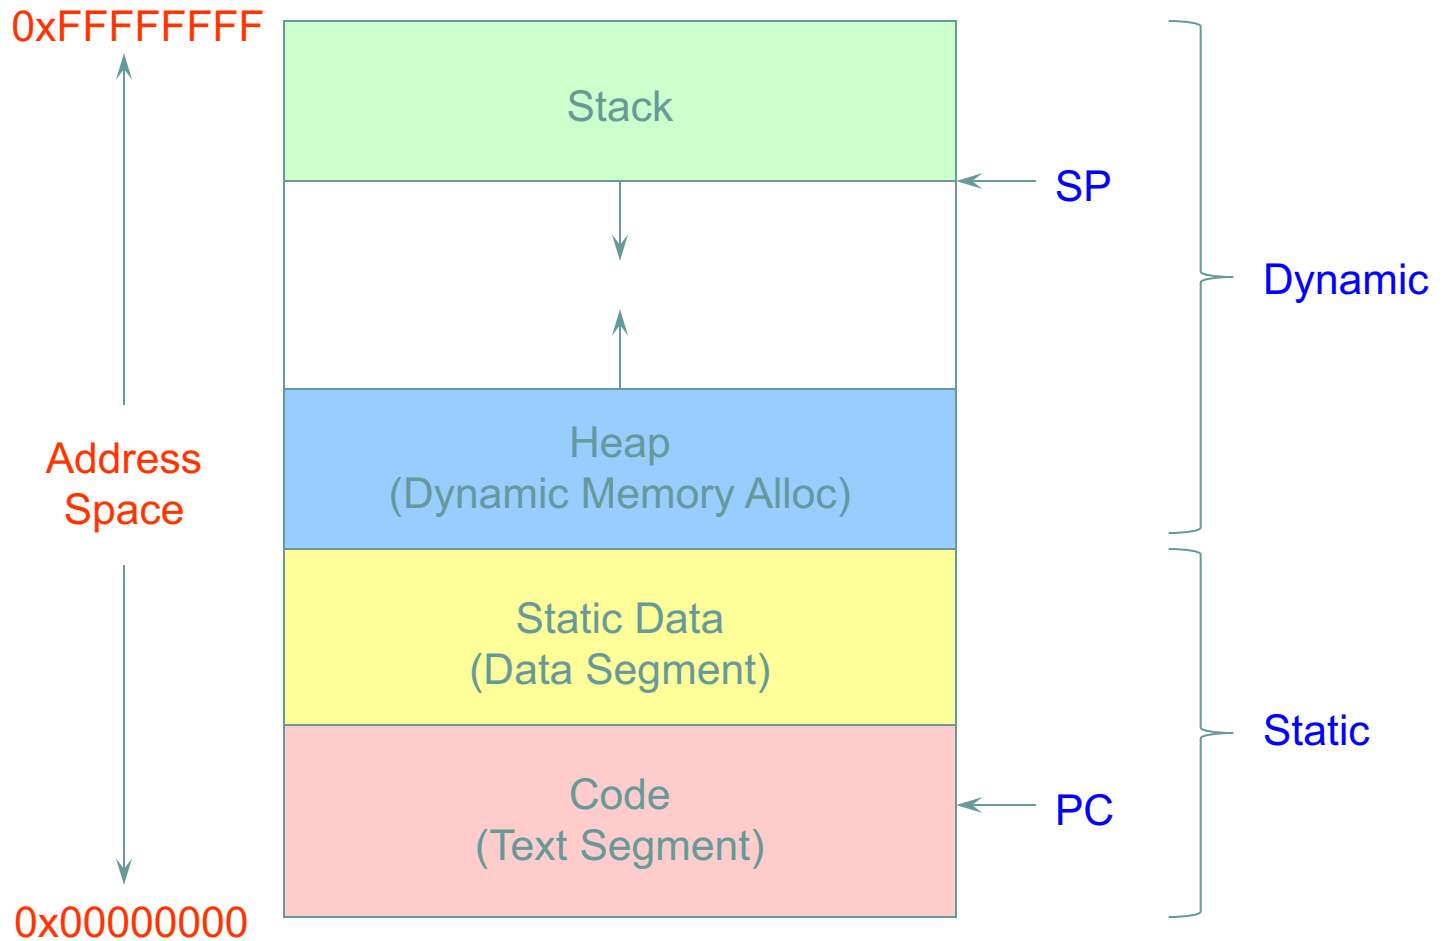 0xFFFFFFFF
Stack
SP
Dynamic
Heap
(Dynamic Memory Alloc)
Address
Space
Static Data
(Data Segment)
Static
Code
(Text Segment)
PC
0x00000000